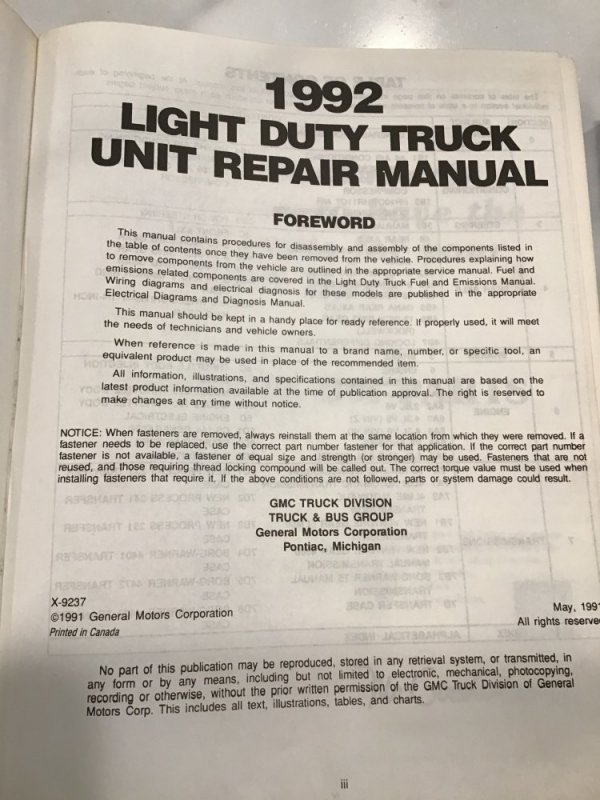 1992
LIGHT DUTY TRUCK
UNIT REPAIR MANUAL
FOREWORD
This manual contains procedures for disassembly and assembly of the components listed in
the table of contents once they have been removed from the vehicle. Procedures explaining how
to remove components from the vehicle are outlined in the appropriate service manual. Fuel and
emissions related components are covered in the Light Duty Truck Fuel and Emissions Manual.
Wiring diagrams and electrical diagnosis for these models are published in the appropriate
Electrical Diagrams and Diagnosis Manual.
This manual should be kept in a handy place for ready reference. If properly used, it will meet
the needs of technicians and vehicle owners.
When reference is made in this manual to a brand name, number, or specific tool, an
equivalent product may be used in place of the recommended item.
All information, illustrations, and specifications contained in this manual are based on the
latest product information available at the time of publication approval. The right is reserved to
make changes at any time without notice.
NOTICE: When fasteners are removed, always reinstall them at the same location from which they were removed. If a
fastener needs to be replaced, use the correct part number fastener for that application. If the correct part number
fastener is not available, a fastener of equal size and strength (or stronger) may be used. Fasteners that are not
reused, and those requiring thread locking compound will be called out. The correct torque value must be used when
installing fasteners that require it. If the above conditions are not followed, parts or system damage could result.
GMC TRUCK DIVISION
TRUCK & BUS GROUP
General Motors Corporation
Pontiac, Michigan
X-9237
©1991 General Motors Corporation
Printed in Canada
May, 1991
All rights reserve
No part of this publication may be reproduced, stored in any retrieval system, or transmitted, in
any form or by any means, including but not limited to electronic, mechanical, photocopying,
recording or otherwise, without the prior written permission of the GMC Truck Division of General
Motors Corp. This includes all text, illustrations, tables, and charts.
iii